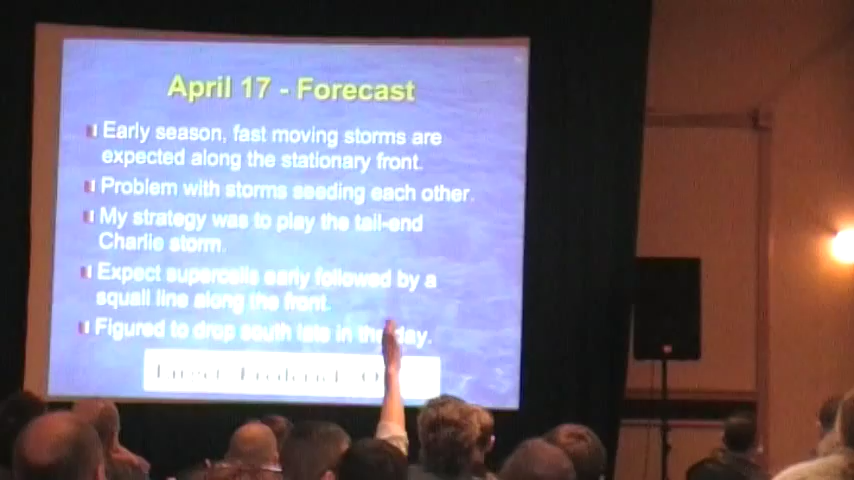 April 17 - Forecast
Early season, fast moving storms are
expected along the stationary front.
Problem with storms seeding each other.
My strategy was to play the tail-end
Charlie storm.
Expect supercells early followed by a
squall line along the front.
Figured to drop south late in the day.